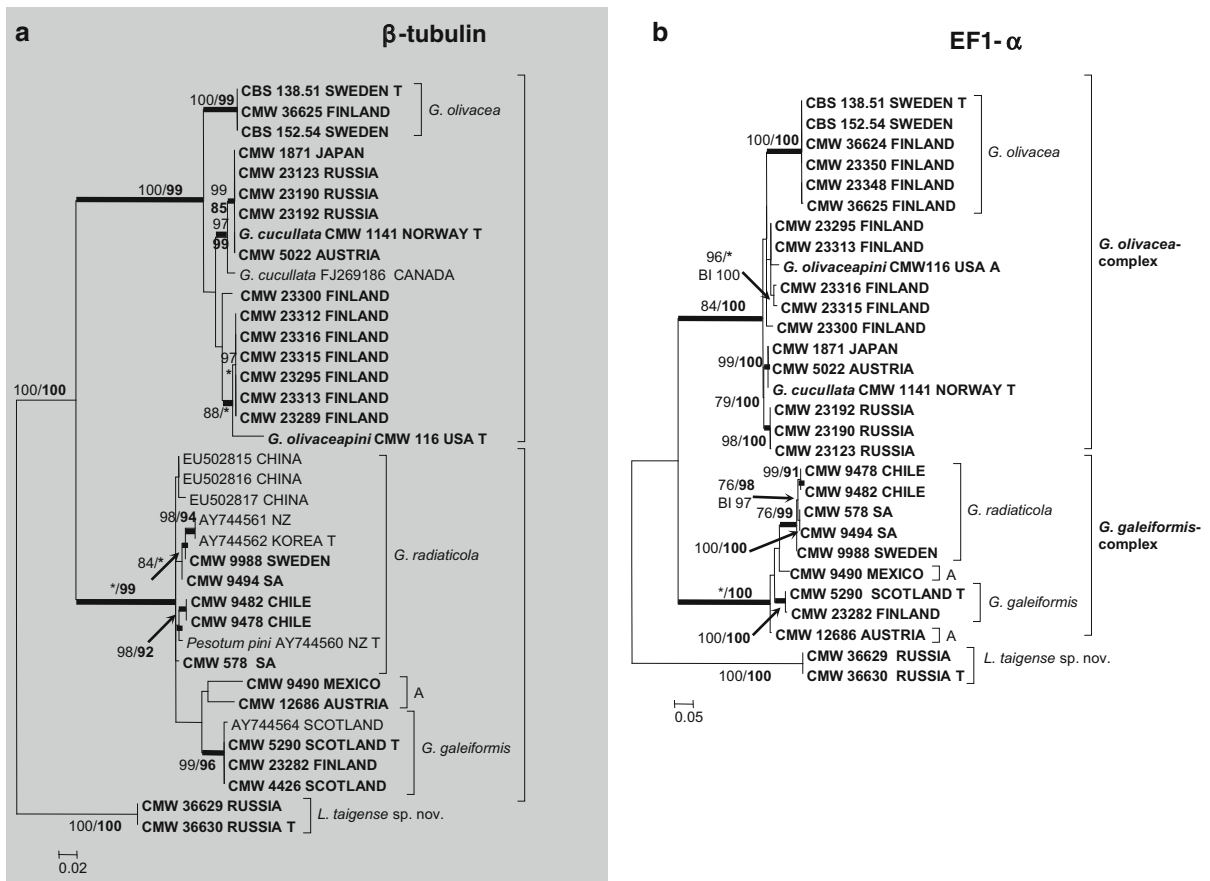 a
β-tubulin
100/99
CBS 138.51 SWEDEN T
CMW 36625 FINLAND
CBS 152.54 SWEDEN
G. olivacea
CMW 1871 JAPAN
CMW 23123 RUSSIA
100/99
99
CMW 23190 RUSSIA
85
CMW 23192 RUSSIA
97
99
G. cucullata CMW 1141 NORWAY T
CMW 5022 AUSTRIA
G. cucullata FJ269186 CANADA
CMW 23300 FINLAND
CMW 23312 FINLAND
CMW 23316 FINLAND
97
CMW 23315 FINLAND
*
CMW 23295 FINLAND
CMW 23313 FINLAND
88/*
CMW 23289 FINLAND
G. olivaceapini CMW 116 USA T
100/100
EU502815 CHINA
EU502816 CHINA
EU502817 CHINA
98/94
AY744561 NZ
AY744562 KOREA T
G. radiaticola
84/*
CMW 9988 SWEDEN
CMW 9494 SA
*/99
CMW 9482 CHILE
CMW 9478 CHILE
Pesotum pini AY744560 NZ T
98/92
CMW 578 SA
CMW 9490 MEXICO
CMW 12686 AUSTRIA
A
AY744564 SCOTLAND
CMW 5290 SCOTLAND T
G. galeiformis
99/96
CMW 23282 FINLAND
CMW 4426 SCOTLAND
CMW 36629 RUSSIA
L. taigense sp. nov.
100/100
CMW 36630 RUSSIA T
0.02
b
EF1-α
CBS 138.51 SWEDEN T
CBS 152.54 SWEDEN
100/100
CMW 36624 FINLAND
CMW 23350 FINLAND
G. olivacea
CMW 23348 FINLAND
CMW 36625 FINLAND
CMW 23295 FINLAND
CMW 23313 FINLAND
96/*
BI 100
G. olivaceapini CMW116 USA A
CMW 23316 FINLAND
CMW 23315 FINLAND
84/100
CMW 23300 FINLAND
G. olivacea-
complex
CMW 1871 JAPAN
99/100
CMW 5022 AUSTRIA
G. cucullata CMW 1141 NORWAY T
79/100
CMW 23192 RUSSIA
CMW 23190 RUSSIA
98/100
CMW 23123 RUSSIA
99/91
CMW 9478 CHILE
76/98
BI 97
CMW 9482 CHILE
76/99
CMW 578 SA
G. radiaticola
CMW 9494 SA
100/100
CMW 9988 SWEDEN
CMW 9490 MEXICO
A
*/100
CMW 5290 SCOTLAND T
CMW 23282 FINLAND
G. galeiformis
100/100
CMW 12686 AUSTRIA
A
G. galeiformis-
complex
CMW 36629 RUSSIA
L. taigense sp. nov.
100/100
CMW 36630 RUSSIA T
0.05